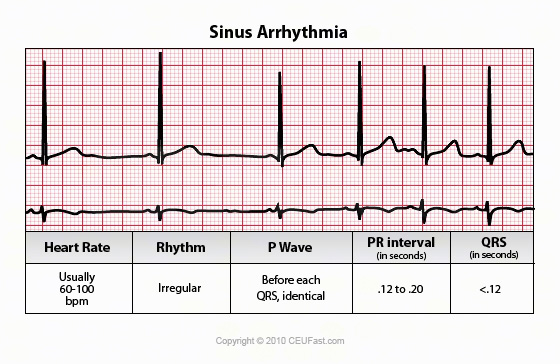 Sinus Arrhythmia
Heart Rate
Rhythm
P Wave
PR interval
(in seconds)
QRS
(in seconds)
Usually
60-100
bpm
Irregular
Before each
QRS, identical
.12 to .20
<.12
Copyright © 2010 CEUFast.com